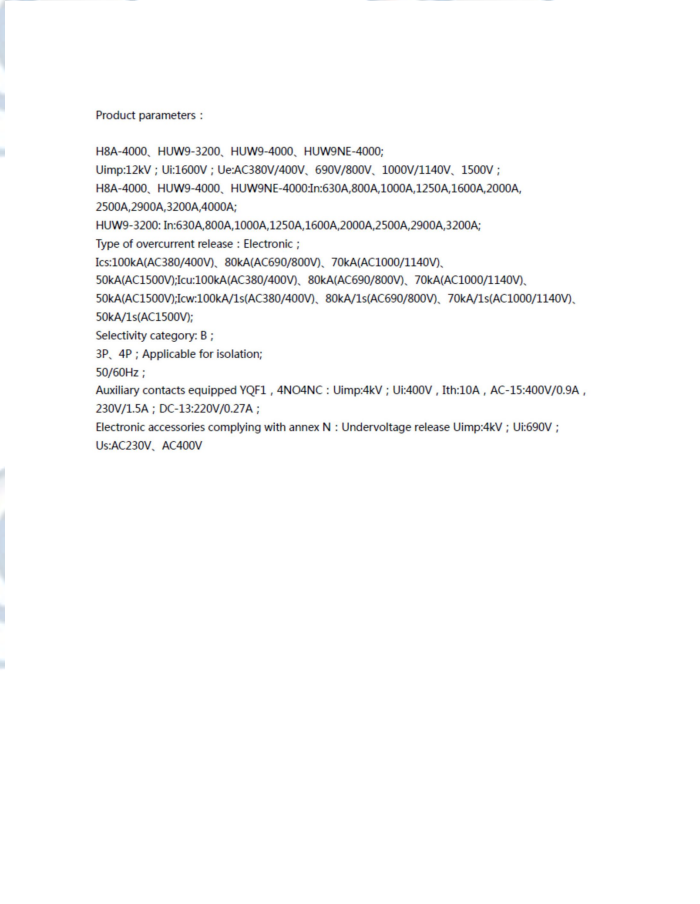 Product parameters：
H8A-4000、HUW9-3200、HUW9-4000、HUW9NE-4000;
Uimp:12kV；Ui:1600V；Ue:AC380V/400V、690V/800V、1000V/1140V、1500V；
H8A-4000、HUW9-4000、HUW9NE-4000:In:630A,800A,1000A,1250A,1600A,2000A,
2500A,2900A,3200A,4000A;
HUW9-3200: In:630A,800A,1000A,1250A,1600A,2000A,2500A,2900A,3200A;
Type of overcurrent release：Electronic；
Ics:100kA(AC380/400V)、80kA(AC690/800V)、70kA(AC1000/1140V)、
50kA(AC1500V);Icu:100kA(AC380/400V)、80kA(AC690/800V)、70kA(AC1000/1140V)、
50kA(AC1500V);Icw:100kA/1s(AC380/400V)、80kA/1s(AC690/800V)、70kA/1s(AC1000/1140V)、
50kA/1s(AC1500V);
Selectivity category: B；
3P、4P；Applicable for isolation;
50/60Hz；
Auxiliary contacts equipped YQF1，4NO4NC：Uimp:4kV；Ui:400V，Ith:10A，AC-15:400V/0.9A，
230V/1.5A；DC-13:220V/0.27A；
Electronic accessories complying with annex N：Undervoltage release Uimp:4kV；Ui:690V；
Us:AC230V、AC400V